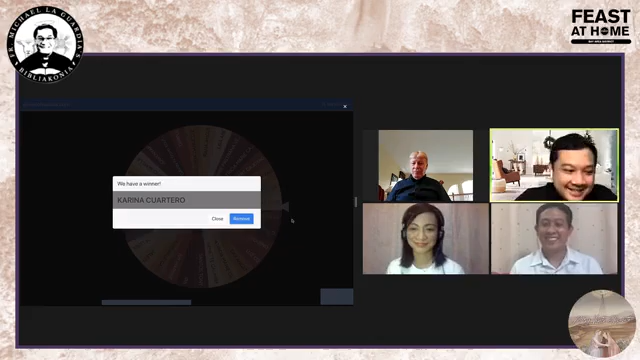 FR. MICHAEL LA GUARDIA'S
BIBLIAKONIA
FEAST
AT HOME
We have a winner!
KARINA CUARTERO
Close
Remove